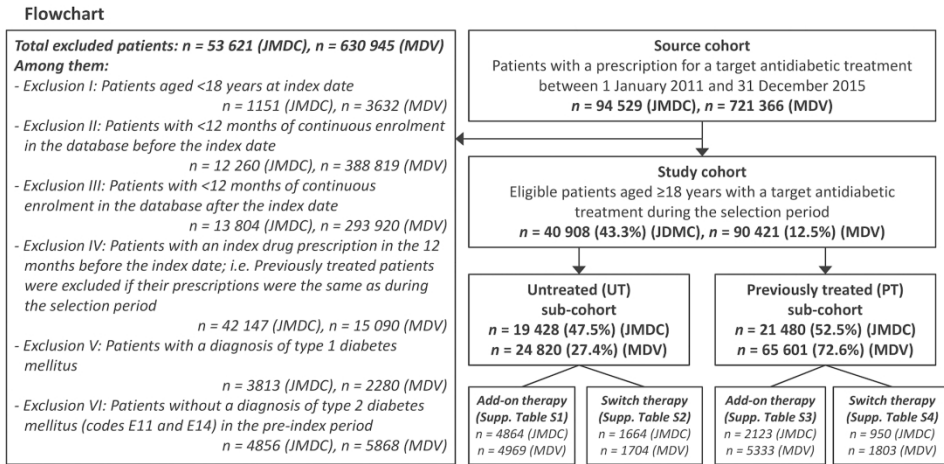 Flowchart
Total excluded patients: n = 53 621 (JMDC), n = 630 945 (MDV)
Among them:
- Exclusion I: Patients aged <18 years at index date
n = 1151 (JMDC), n = 3632 (MDV)
- Exclusion II: Patients with <12 months of continuous enrolment
in the database before the index date
n = 12 260 (JMDC), n = 388 819 (MDV)
- Exclusion III: Patients with <12 months of continuous
enrolment in the database after the index date
n = 13 804 (JMDC), n = 293 920 (MDV)
- Exclusion IV: Patients with an index drug prescription in the 12
months before the index date; i.e. Previously treated patients
were excluded if their prescriptions were the same as during
the selection period
n = 42 147 (JMDC), n = 15 090 (MDV)
- Exclusion V: Patients with a diagnosis of type 1 diabetes
mellitus
n = 3813 (JMDC), n = 2280 (MDV)
- Exclusion VI: Patients without a diagnosis of type 2 diabetes
mellitus (codes E11 and E14) in the pre-index period
n = 4856 (JMDC), n = 5868 (MDV)
Source cohort
Patients with a prescription for a target antidiabetic treatment
between 1 January 2011 and 31 December 2015
n = 94 529 (JMDC), n = 721 366 (MDV)
Study cohort
Eligible patients aged ≥18 years with a target antidiabetic
treatment during the selection period
n = 40 908 (43.3%) (JDMC), n = 90 421 (12.5%) (MDV)
Untreated (UT)
sub-cohort
n = 19 428 (47.5%) (JMDC)
n = 24 820 (27.4%) (MDV)
Previously treated (PT)
sub-cohort
n = 21 480 (52.5%) (JMDC)
n = 65 601 (72.6%) (MDV)
Add-on therapy
(Supp. Table S1)
n = 4864 (JMDC)
n = 4969 (MDV)
Switch therapy
(Supp. Table S2)
n = 1664 (JMDC)
n = 1704 (MDV)
Add-on therapy
(Supp. Table S3)
n = 2123 (JMDC)
n = 5333 (MDV)
Switch therapy
(Supp. Table S4)
n = 950 (JMDC)
n = 1803 (MDV)